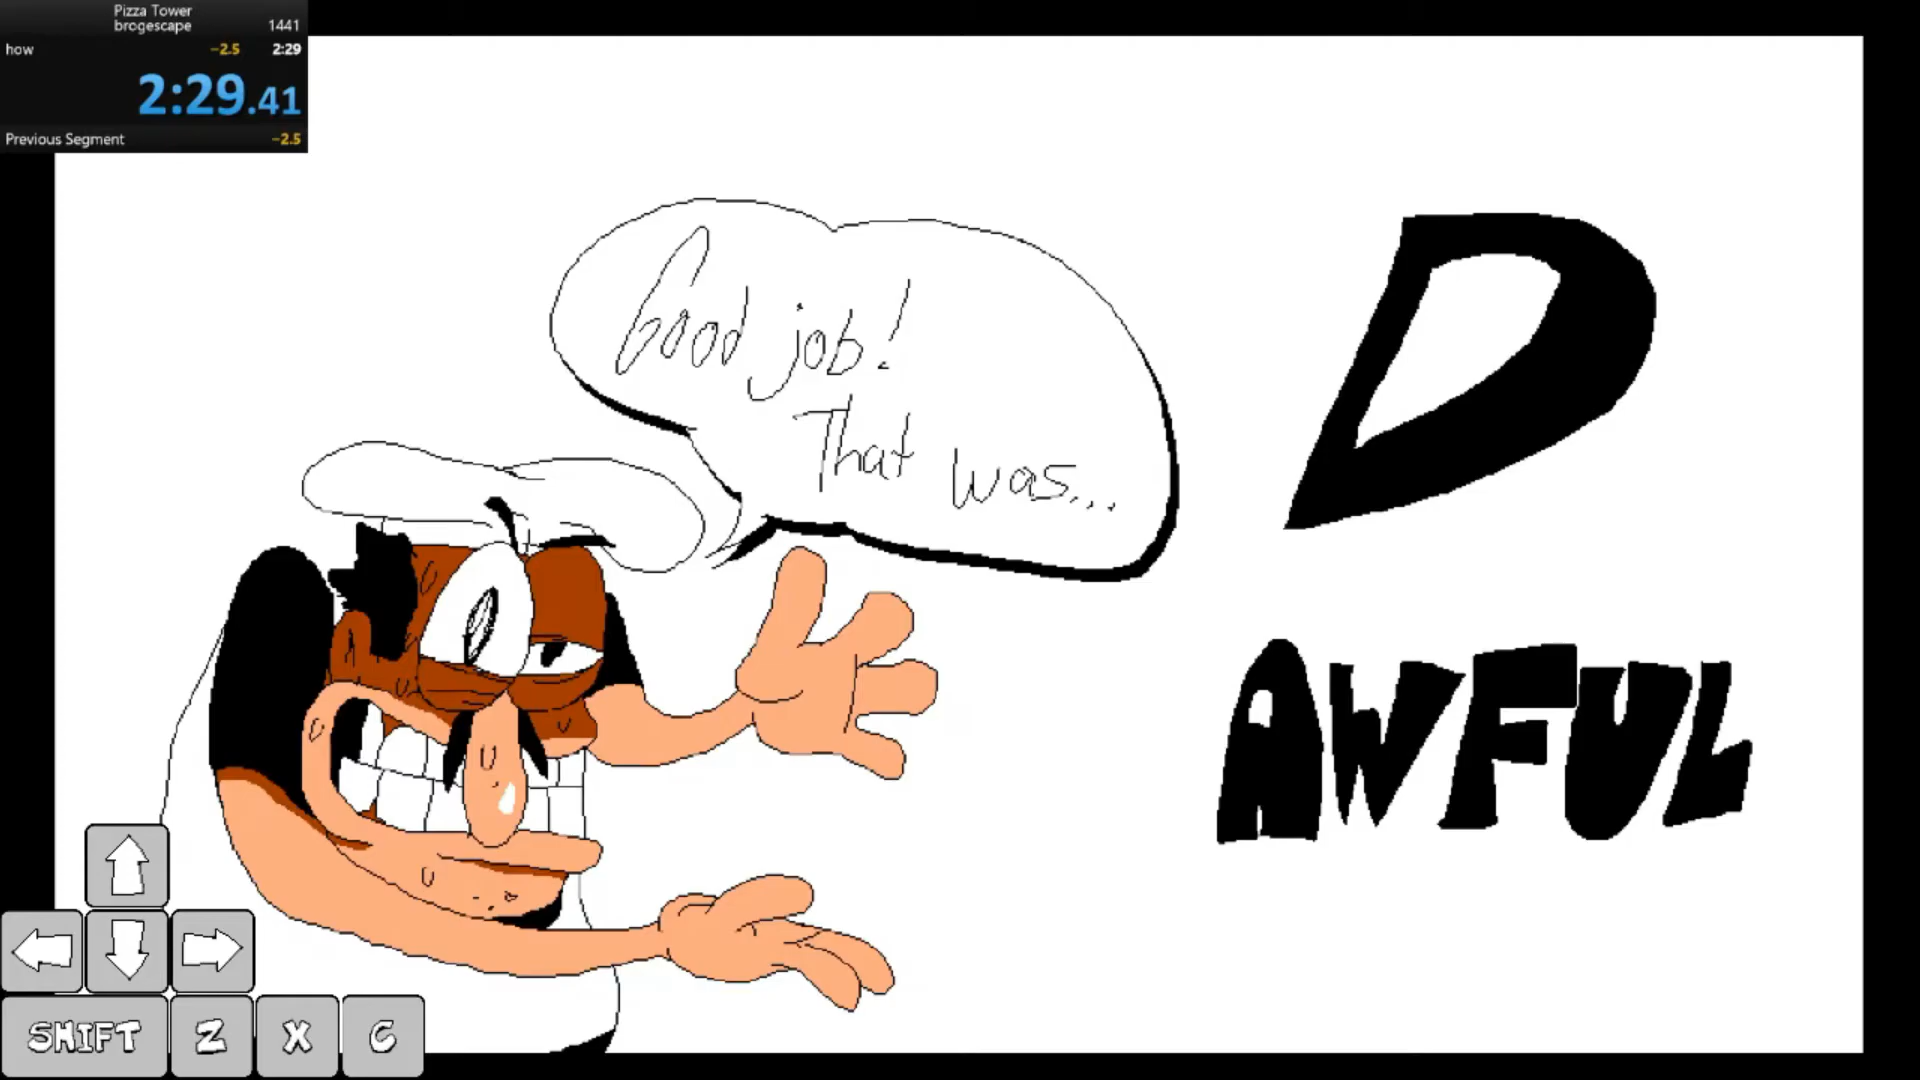 Pizza Tower
brogescape 1441
how -2.5 2:29
2:29.41
Previous Segment -2.5
Good job!
That was...
D
AWFUL
SHIFT Z X C